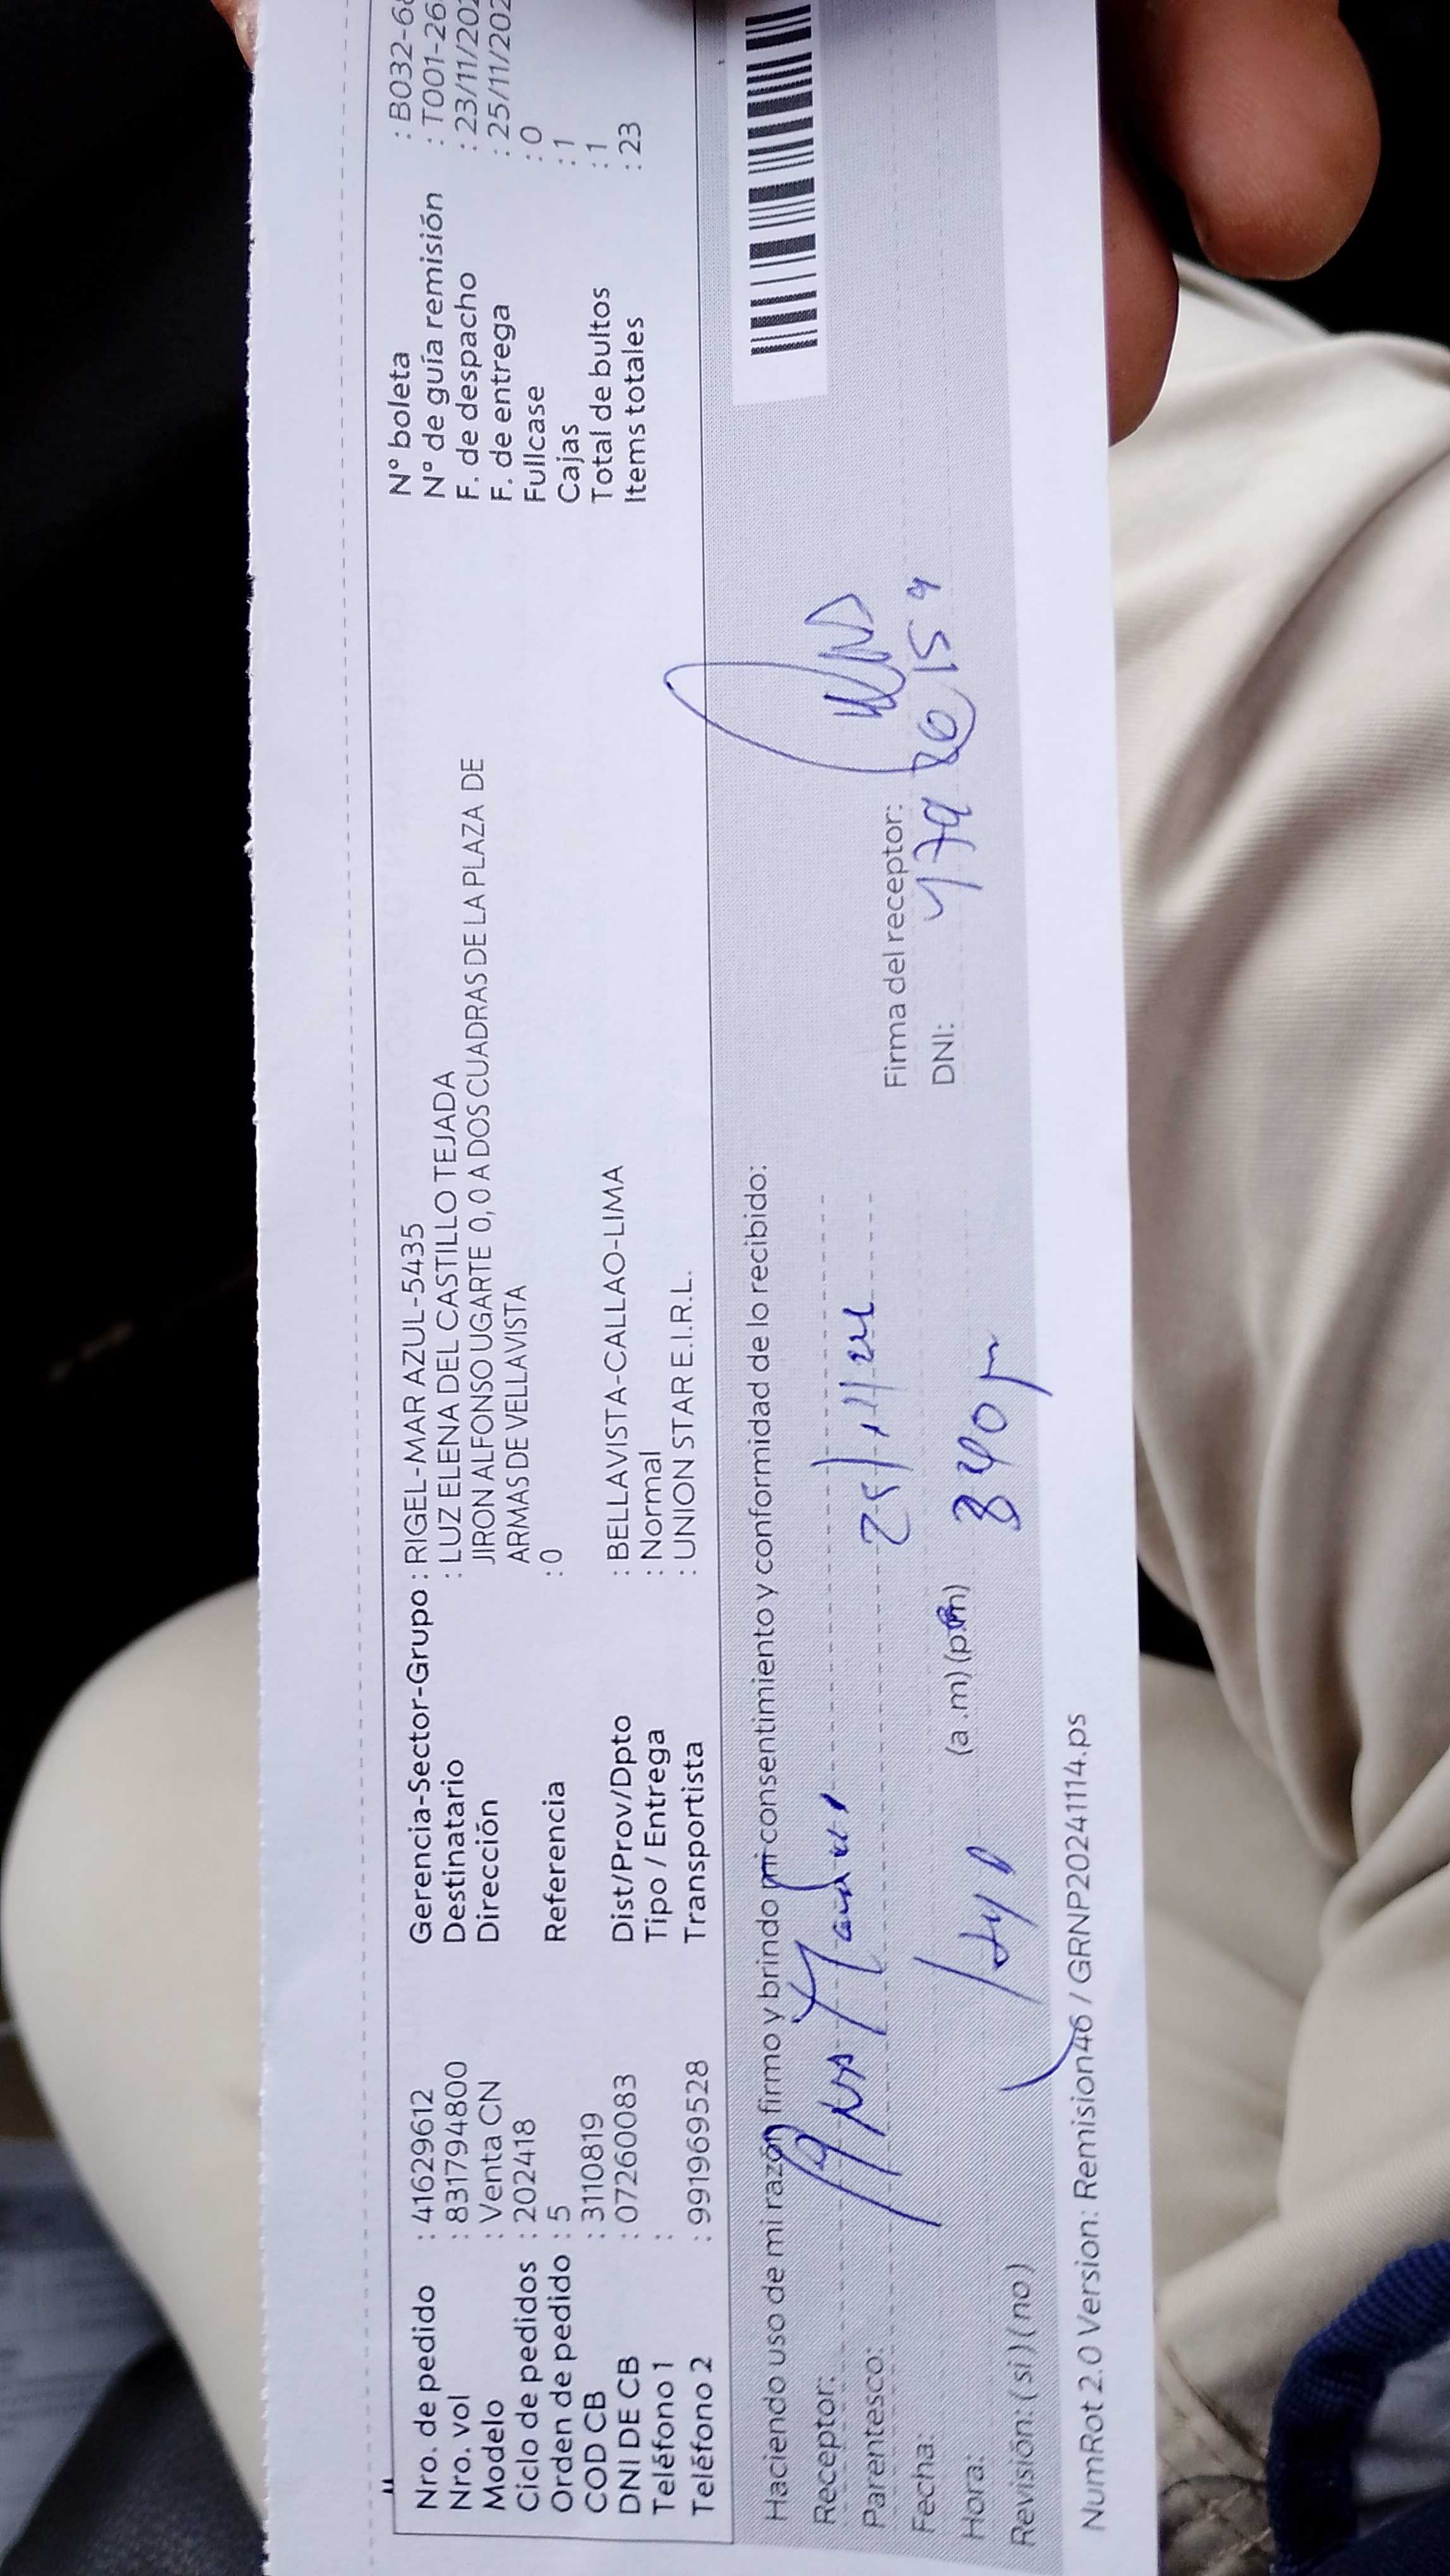 Nro. de pedido : 41629612 Gerencia-Sector-Grupo : RIGEL-MAR AZUL-5435 N° boleta : B032-68
Nro. vol : 831794800 Destinatario : LUZ ELENA DEL CASTILLO TEJADA N° de guía remisión : T001-26
Modelo : Venta CN Dirección JIRON ALFONSO UGARTE 0,0 A DOS CUADRAS DE LA PLAZA DE F. de despacho : 23/11/202
Ciclo de pedidos : 202418 ARMAS DE VELLAVISTA F. de entrega : 25/11/202
Orden de pedido : 5 Referencia : 0 Fullcase : 0
COD CB : 3110819 Cajas : 1
DNI DE CB : 07260083 Dist/Prov/Dpto : BELLAVISTA-CALLAO-LIMA Total de bultos : 1
Teléfono 1 : Tipo / Entrega : Normal Items totales : 23
Teléfono 2 : 991969528 Transportista : UNION STAR E.I.R.L.
Haciendo uso de mi razón firmo y brindo mi consentimiento y conformidad de lo recibido:
Receptor:
Parentesco: 25/11/24 Firma del receptor:
Fecha: DNI:
Hora: (a .m) (p.m) 340 p
Revisión: ( si ) ( no )
NumRot 2.0 Version: Remision46 / GRNP20241114.ps